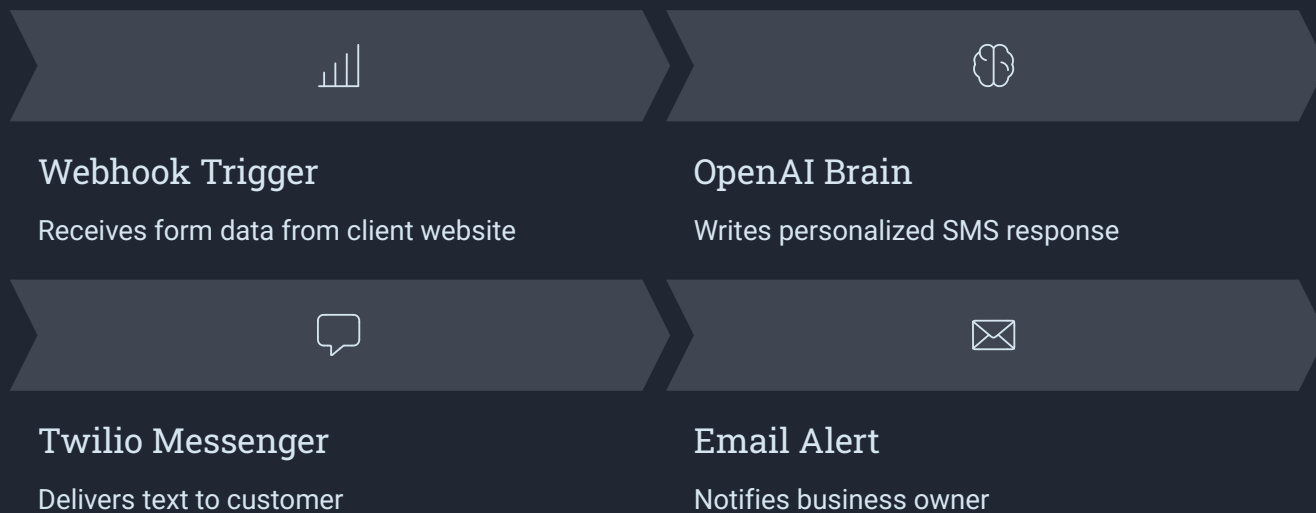 Webhook Trigger
Receives form data from client website
OpenAI Brain
Writes personalized SMS response
Twilio Messenger
Delivers text to customer
Email Alert
Notifies business owner